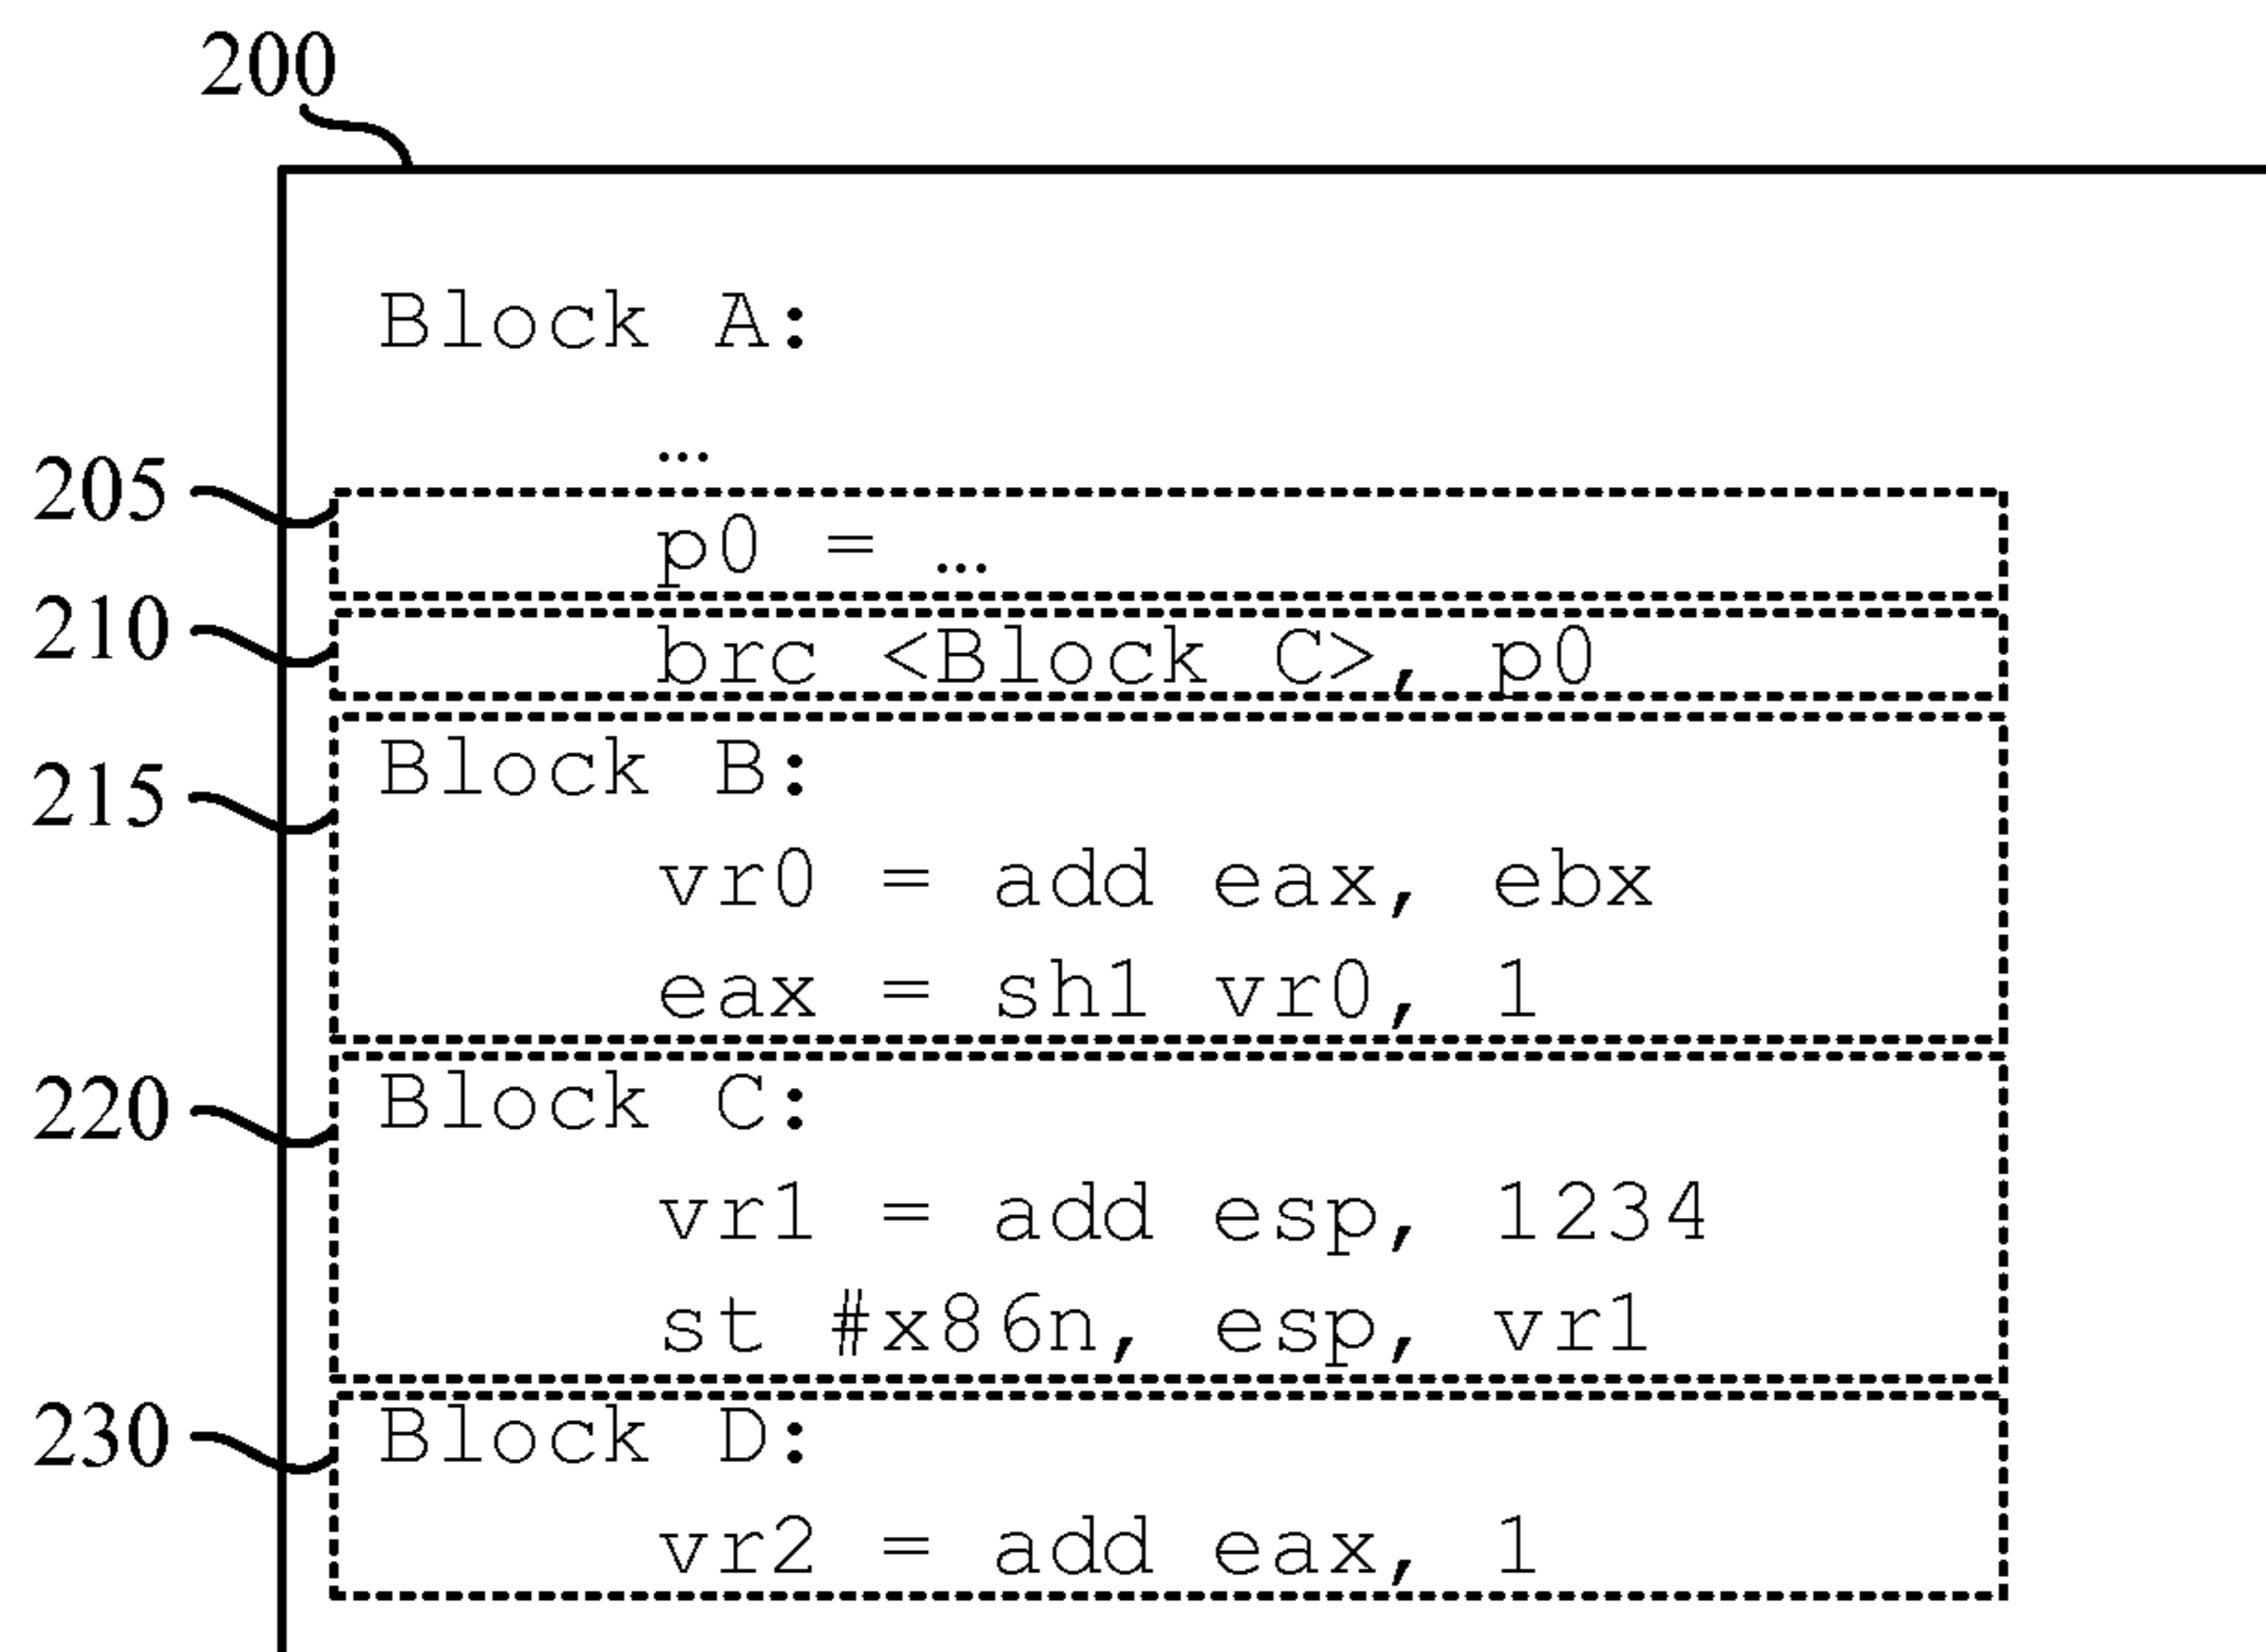 200
Block A:
...
205
p0 = ...
210
brc <Block C>, p0
Block B:
215
vr0 = add eax, ebx
eax = sh1 vr0, 1
Block C:
220
vr1 = add esp, 1234
st #x86n, esp, vr1
Block D:
230
vr2 = add eax, 1